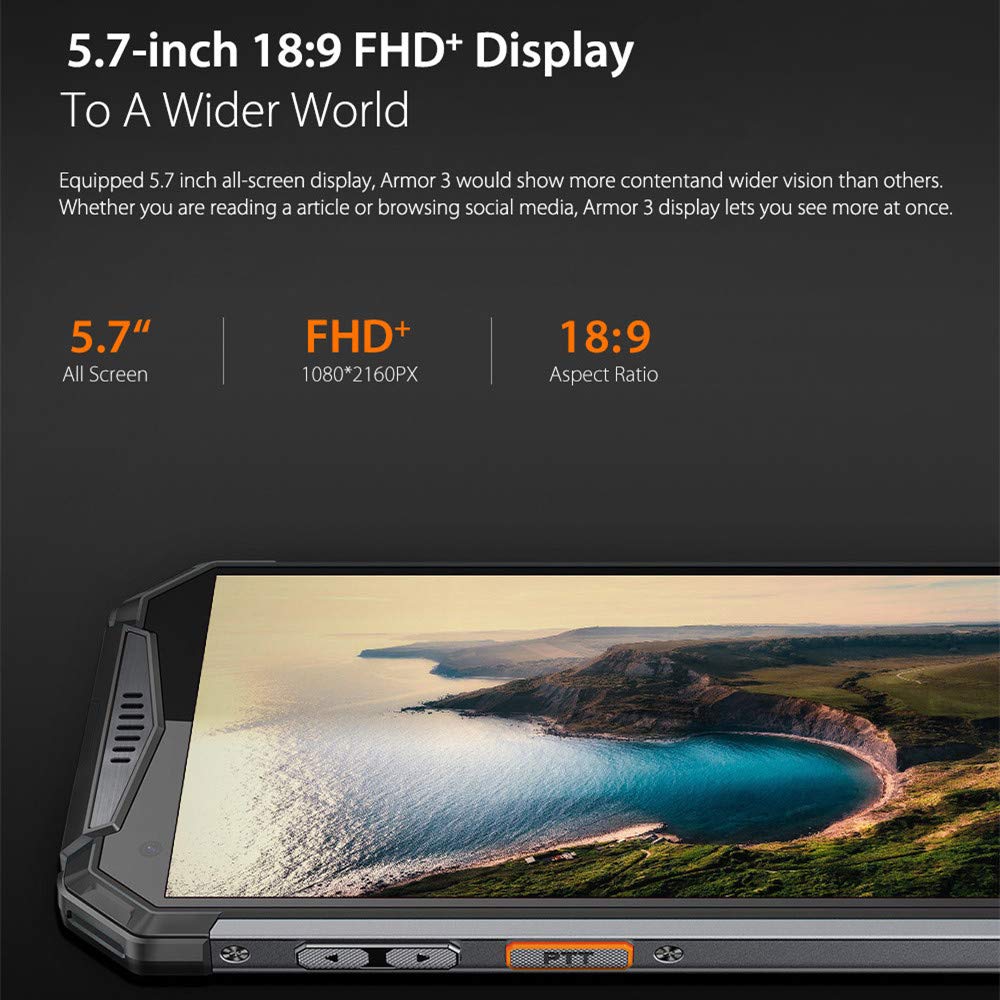 5.7-inch 18:9 FHD+ Display
To A Wider World
Equipped 5.7 inch all-screen display, Armor 3 would show more contentand wider vision than others.
Whether you are reading a article or browsing social media, Armor 3 display lets you see more at once.
5.7“ FHD+ 18:9
All Screen 1080*2160PX Aspect Ratio
PTT